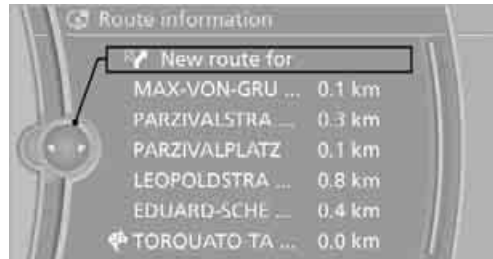 Route information
New route for
MAX-VON-GRU ... 0.1 km
PARZIVALSTRA ... 0.3 km
PARZIVALPLATZ 0.1 km
LEOPOLDSTRA ... 0.8 km
EDUARD-SCHE ... 0.4 km
TORQUATO TA ... 0.0 km